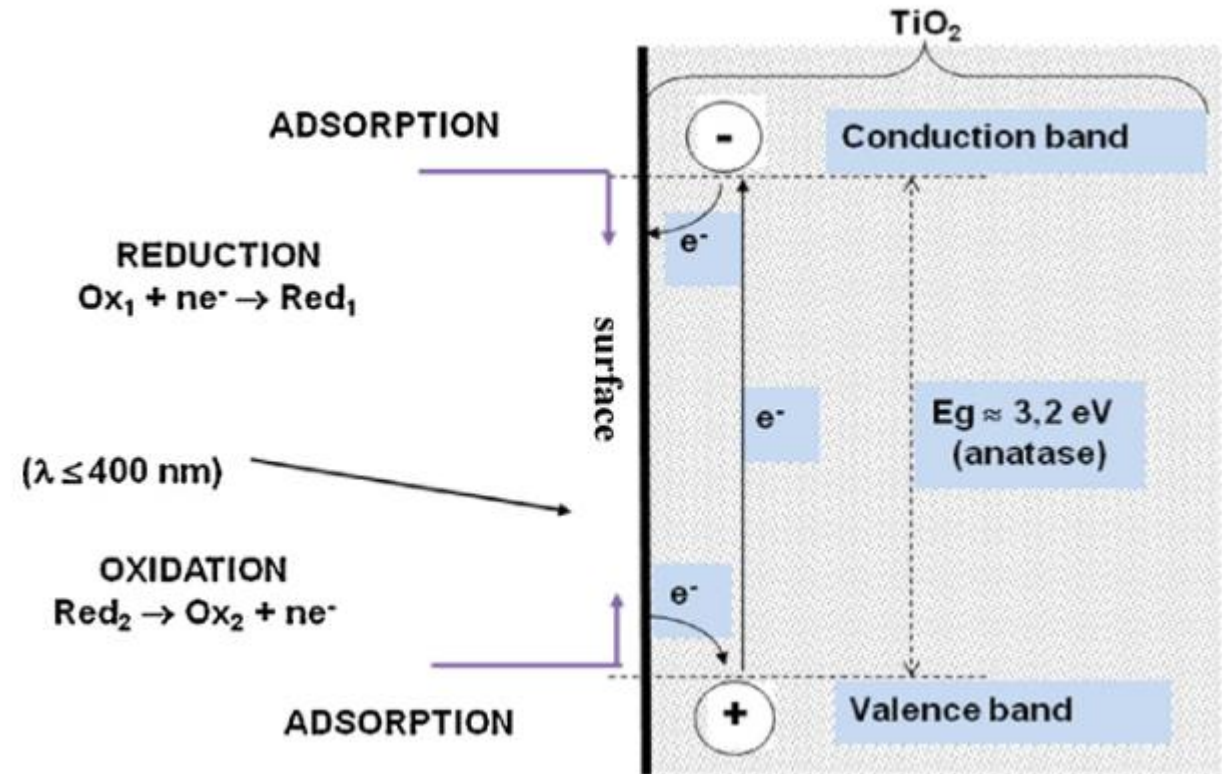 TiO₂
ADSORPTION
-
Conduction band
REDUCTION
Ox₁ + ne⁻ → Red₁
e⁻
surface
e⁻
Eg ≈ 3,2 eV
(anatase)
(λ ≤ 400 nm)
OXIDATION
Red₂ → Ox₂ + ne⁻
e⁻
ADSORPTION
+
Valence band